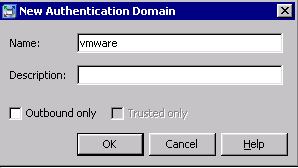 New Authentication Domain
Name: vmware
Description:
Outbound only Trusted only
OK Cancel Help